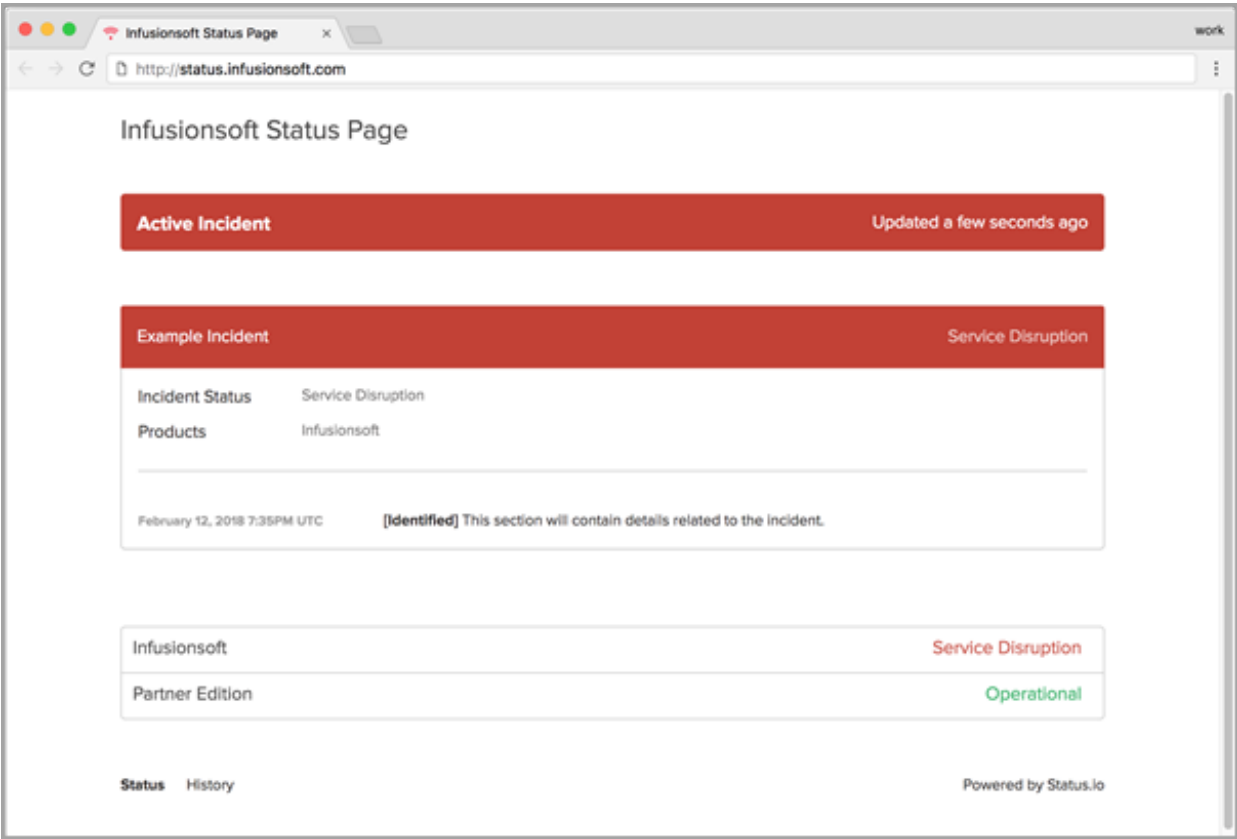 Infusionsoft Status Page
work
http://status.infusionsoft.com
Infusionsoft Status Page
Active Incident Updated a few seconds ago
Example Incident Service Disruption
Incident Status Service Disruption
Products Infusionsoft
February 12, 2018 7:35PM UTC [Identified] This section will contain details related to the incident.
Infusionsoft Service Disruption
Partner Edition Operational
Status History Powered by Status.io